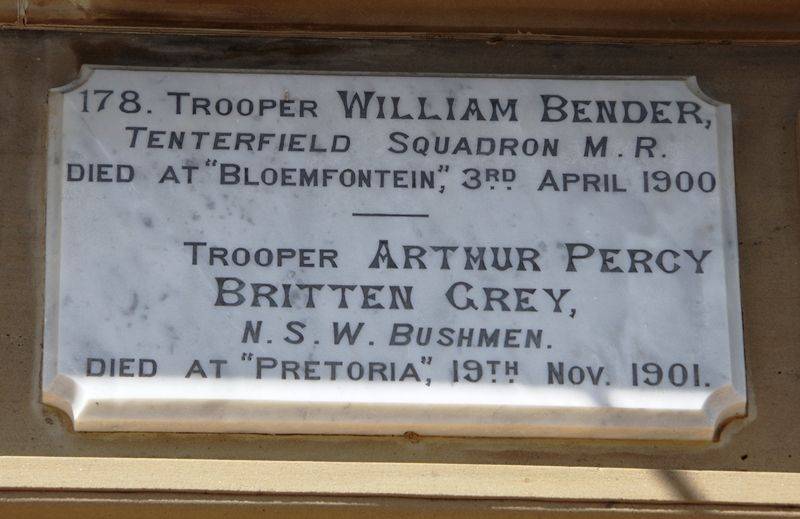 178. TROOPER WILLIAM BENDER,
TENTERFIELD SQUADRON M.R.
DIED AT "BLOEMFONTEIN", 3RD APRIL 1900
TROOPER ARTHUR PERCY
BRITTEN GREY,
N.S.W. BUSHMEN.
DIED AT "PRETORIA", 19TH NOV. 1901.